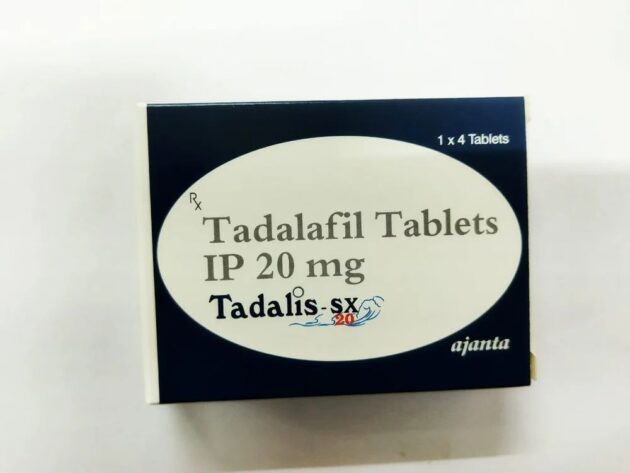 1 x 4 Tablets
Rx
Tadalafil Tablets
IP 20 mg
Tadalis-sx
20
ajanta